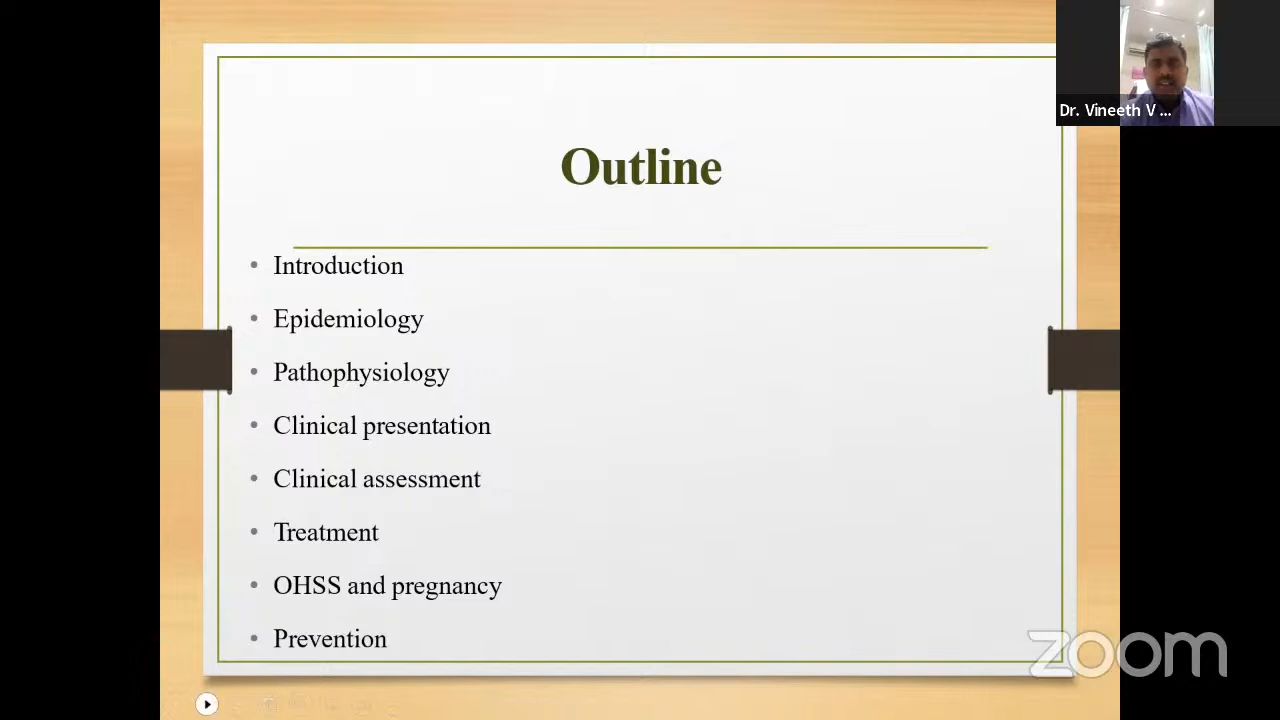 Dr. Vineeth V ...
Outline
• Introduction
• Epidemiology
• Pathophysiology
• Clinical presentation
• Clinical assessment
• Treatment
• OHSS and pregnancy
• Prevention
zoom